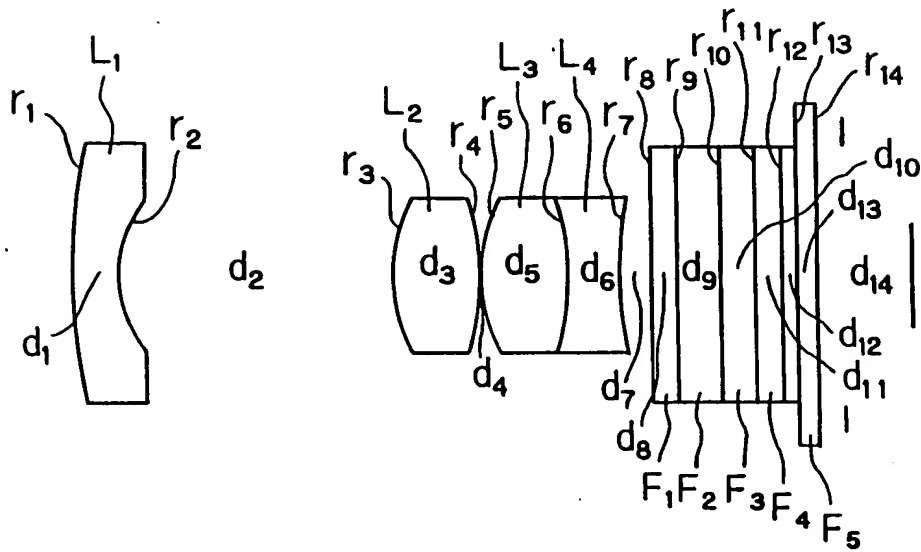 r₁ L₁ r₂
r₃ L₂ r₄ r₅ L₃ r₆ L₄ r₇
r₈ r₉ r₁₀ r₁₁ r₁₂ r₁₃ r₁₄
d₁ d₂ d₃ d₄ d₅ d₆ d₇ d₈ d₉ d₁₀ d₁₁ d₁₂ d₁₃ d₁₄
F₁ F₂ F₃ F₄ F₅
I
I